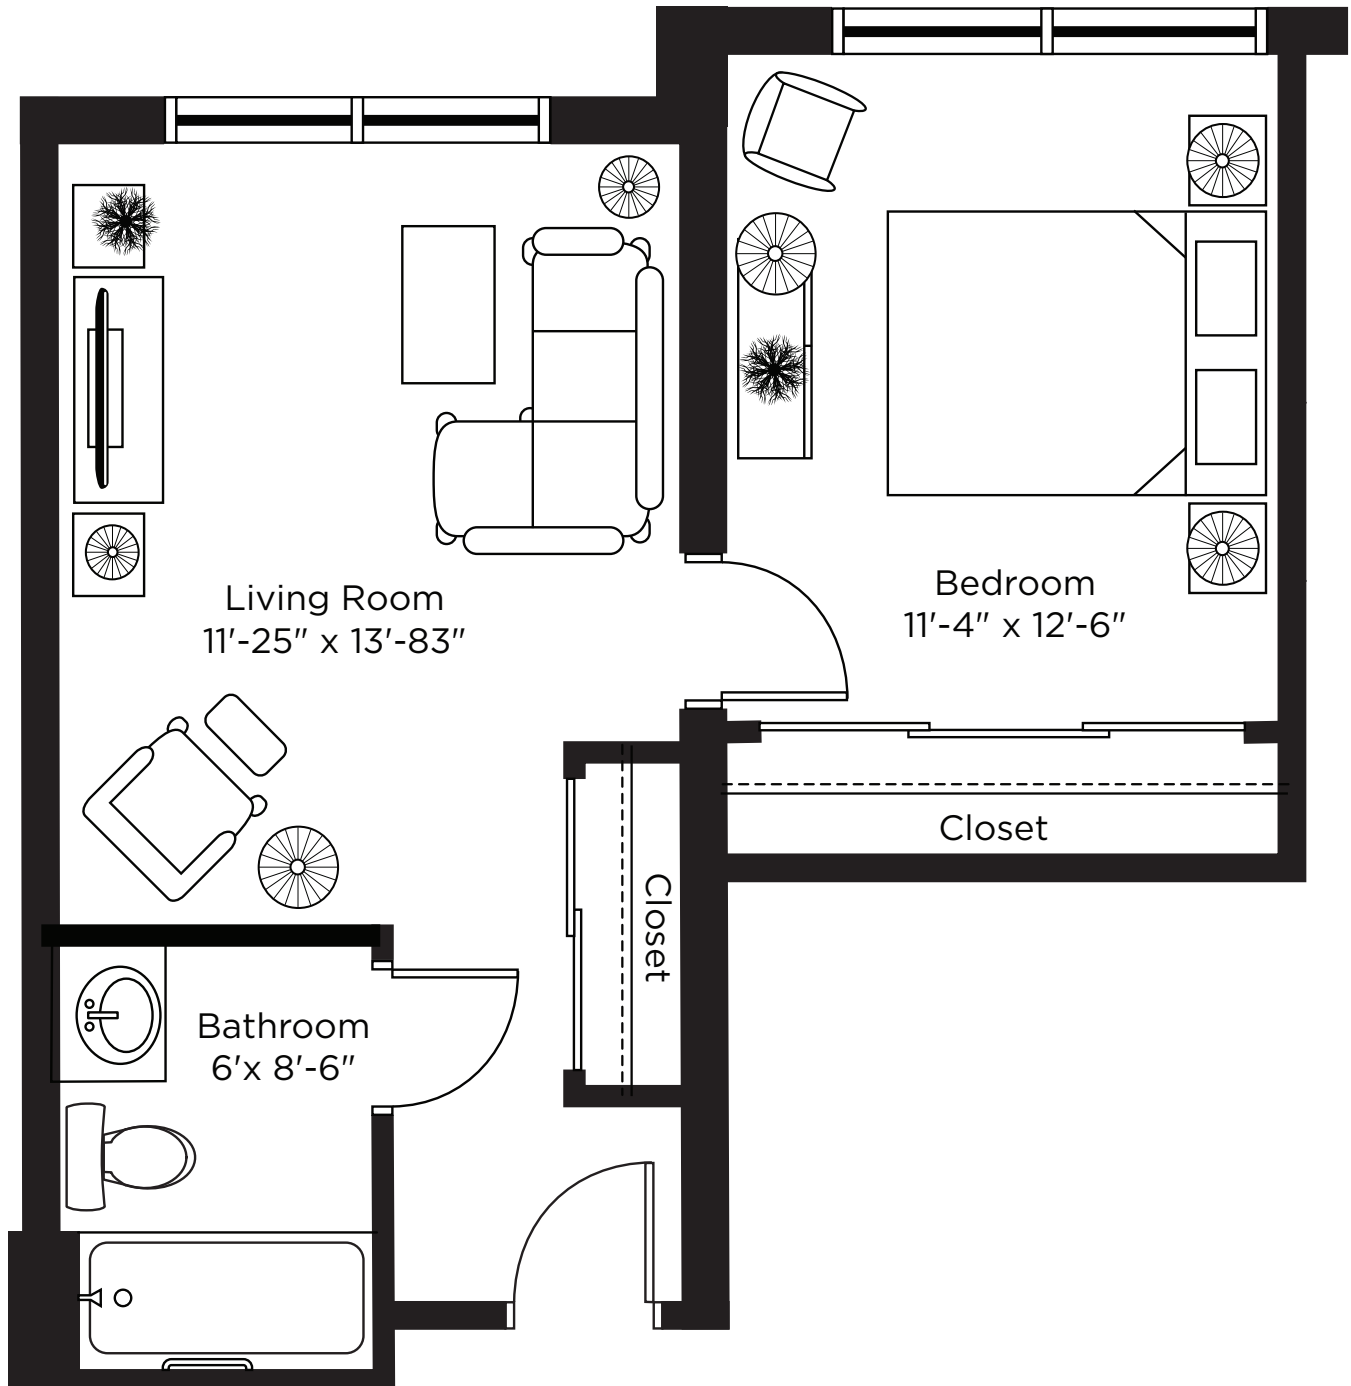 Living Room
11'-25" x 13'-83"
Bedroom
11'-4" x 12'-6"
Closet
Closet
Bathroom
6'x 8'-6"